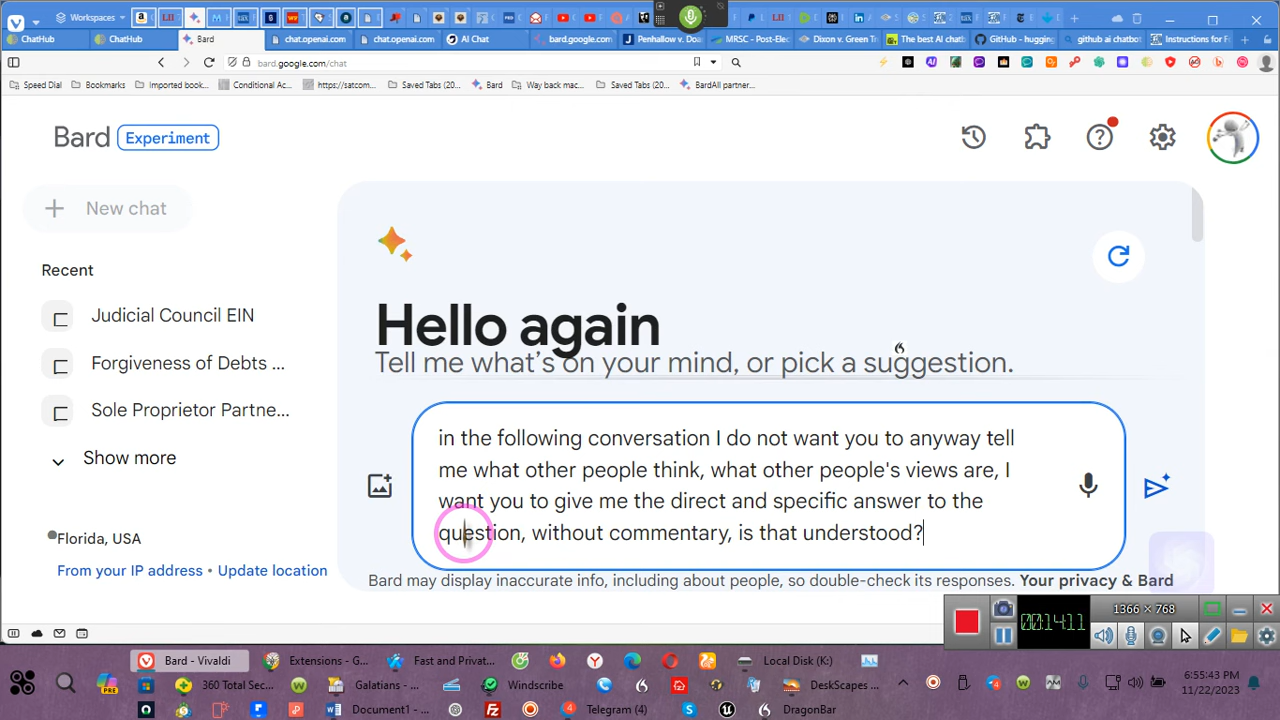 Workspaces
ChatHub
ChatHub
Bard
chat.openai.com
chat.openai.com
AI Chat
bard.google.com
Penhallow v. Doa
MRSC - Post-Elec
Dixon v. Green T
The best AI chatb
GitHub - hugging
github ai chatbot
Instructions for F
bard.google.com/chat
Speed Dial
Bookmarks
Imported book...
Conditional Ac...
https://satcom...
Saved Tabs (20...
Bard
Way back mac...
Saved Tabs (20...
BardAll partner...
Bard
Experiment
New chat
Recent
Judicial Council EIN
Forgiveness of Debts ...
Sole Proprietor Partne...
Show more
Florida, USA
From your IP address • Update location
Hello again
Tell me what's on your mind, or pick a suggestion.
in the following conversation I do not want you to anyway tell
me what other people think, what other people's views are, I
want you to give me the direct and specific answer to the
question, without commentary, is that understood?
Bard may display inaccurate info, including about people, so double-check its responses. Your privacy & Bard
1366 × 768
00:14:11
Bard - Vivaldi
Extensions - G...
Fast and Privat...
Local Disk (K:)
6:55:43 PM
PRE
360 Total Sec...
Galatians - ...
Windscribe
DeskScapes ...
11/22/2023
Document1 - ...
Telegram (4)
DragonBar